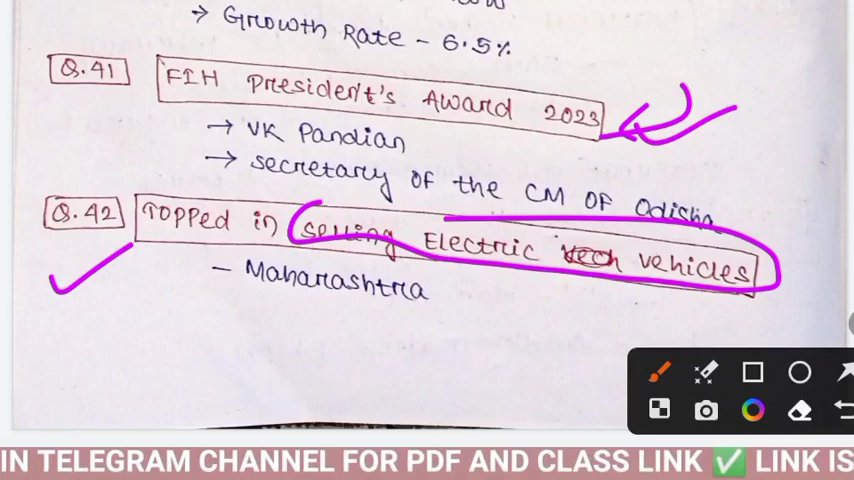 → Growth Rate - 6.5%
Q.41 FIH President's Award 2023
→ VK Pandian
→ secretary of the CM OF Odisha
Q.42 Topped in selling Electric vehicles
- Maharashtra
IN TELEGRAM CHANNEL FOR PDF AND CLASS LINK ✅ LINK IS